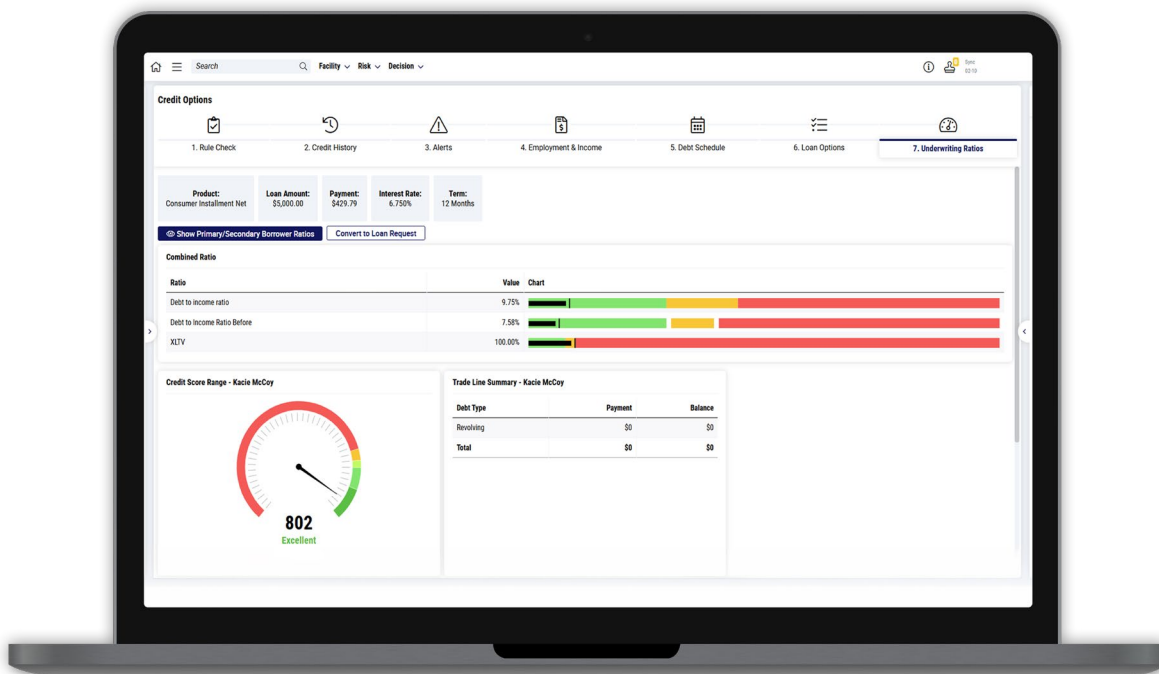 Search Facility Risk Decision Sync
02-10
Credit Options
1. Rule Check 2. Credit History 3. Alerts 4. Employment & Income 5. Debt Schedule 6. Loan Options 7. Underwriting Ratios
Product: Loan Amount: Payment: Interest Rate: Term:
Consumer Installment Net $5,000.00 $429.79 6.750% 12 Months
Show Primary/Secondary Borrower Ratios Convert to Loan Request
Combined Ratio
Ratio Value Chart
Debt to income ratio 9.75%
Debt to Income Ratio Before 7.58%
XLTV 100.00%
Credit Score Range - Kacie McCoy
802
Excellent
Trade Line Summary - Kacie McCoy
Debt Type Payment Balance
Revolving $0 $0
Total $0 $0